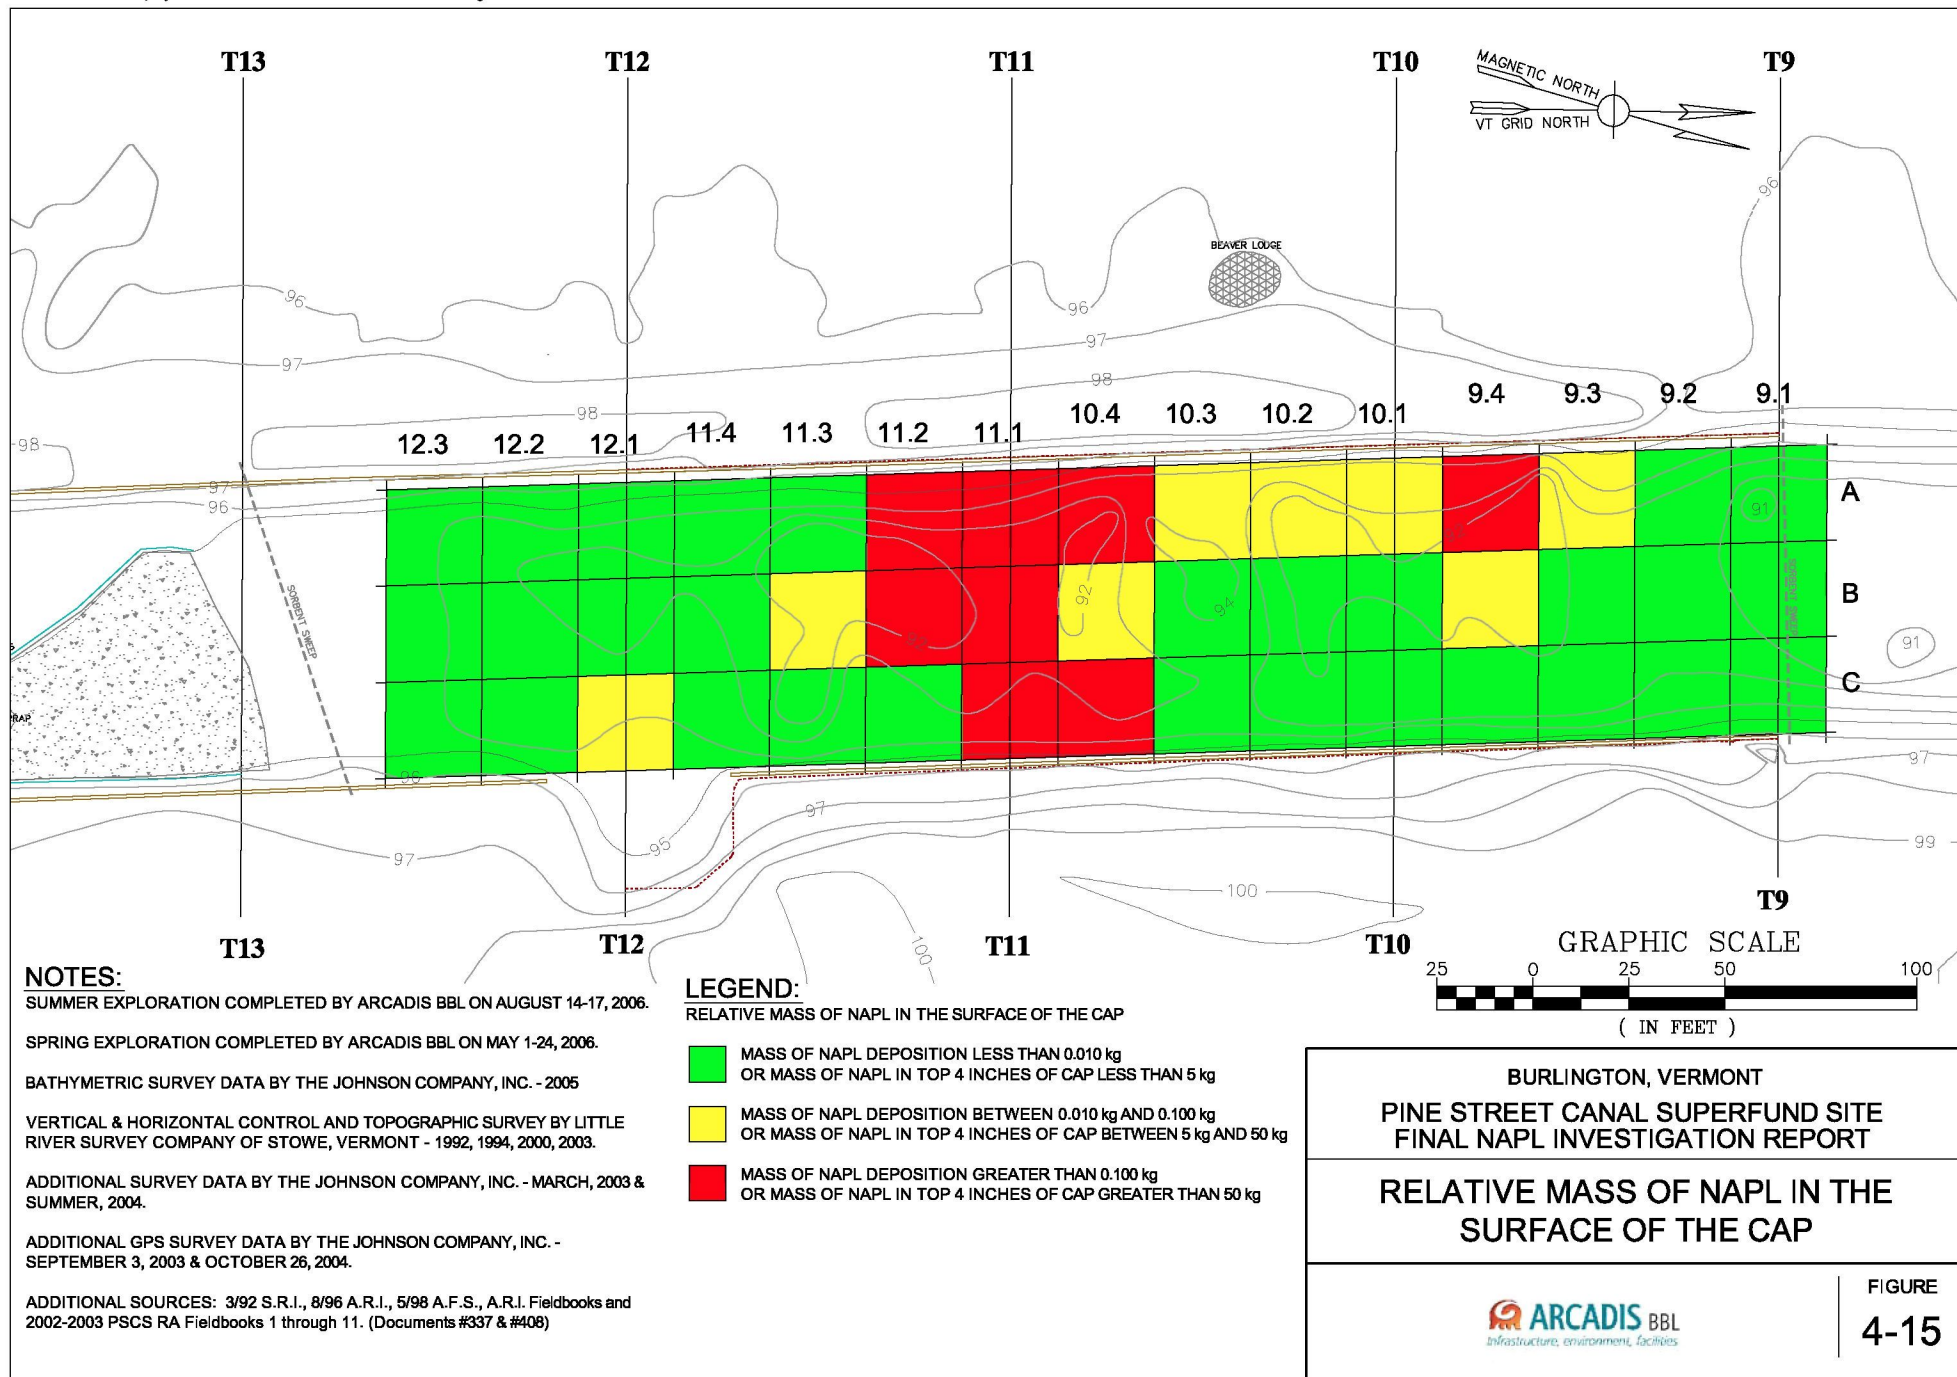 T13
T12
T11
T10
T9
MAGNETIC NORTH
VT GRID NORTH
96
BEAVER LODGE
96
96
97
97
98
98
98
9.4
9.3
9.2
9.1
10.4
10.3
10.2
10.1
12.3
12.2
12.1
11.4
11.3
11.2
11.1
97
96
A
91
B
92
94
SORBENT SWEEP
92
91
C
RAP
96
97
97
95
97
99
100
100
T9
T13
T12
T11
T10
GRAPHIC SCALE
25 0 25 50 100
( IN FEET )
NOTES:
SUMMER EXPLORATION COMPLETED BY ARCADIS BBL ON AUGUST 14-17, 2006.
SPRING EXPLORATION COMPLETED BY ARCADIS BBL ON MAY 1-24, 2006.
BATHYMETRIC SURVEY DATA BY THE JOHNSON COMPANY, INC. - 2005
VERTICAL & HORIZONTAL CONTROL AND TOPOGRAPHIC SURVEY BY LITTLE
RIVER SURVEY COMPANY OF STOWE, VERMONT - 1992, 1994, 2000, 2003.
ADDITIONAL SURVEY DATA BY THE JOHNSON COMPANY, INC. - MARCH, 2003 &
SUMMER, 2004.
ADDITIONAL GPS SURVEY DATA BY THE JOHNSON COMPANY, INC. -
SEPTEMBER 3, 2003 & OCTOBER 26, 2004.
ADDITIONAL SOURCES: 3/92 S.R.I., 8/96 A.R.I., 5/98 A.F.S., A.R.I. Fieldbooks and
2002-2003 PSCS RA Fieldbooks 1 through 11. (Documents #337 & #408)
LEGEND:
RELATIVE MASS OF NAPL IN THE SURFACE OF THE CAP
MASS OF NAPL DEPOSITION LESS THAN 0.010 kg
OR MASS OF NAPL IN TOP 4 INCHES OF CAP LESS THAN 5 kg
MASS OF NAPL DEPOSITION BETWEEN 0.010 kg AND 0.100 kg
OR MASS OF NAPL IN TOP 4 INCHES OF CAP BETWEEN 5 kg AND 50 kg
MASS OF NAPL DEPOSITION GREATER THAN 0.100 kg
OR MASS OF NAPL IN TOP 4 INCHES OF CAP GREATER THAN 50 kg
BURLINGTON, VERMONT
PINE STREET CANAL SUPERFUND SITE
FINAL NAPL INVESTIGATION REPORT
RELATIVE MASS OF NAPL IN THE
SURFACE OF THE CAP
ARCADIS BBL
Infrastructure, environment, facilities
FIGURE
4-15